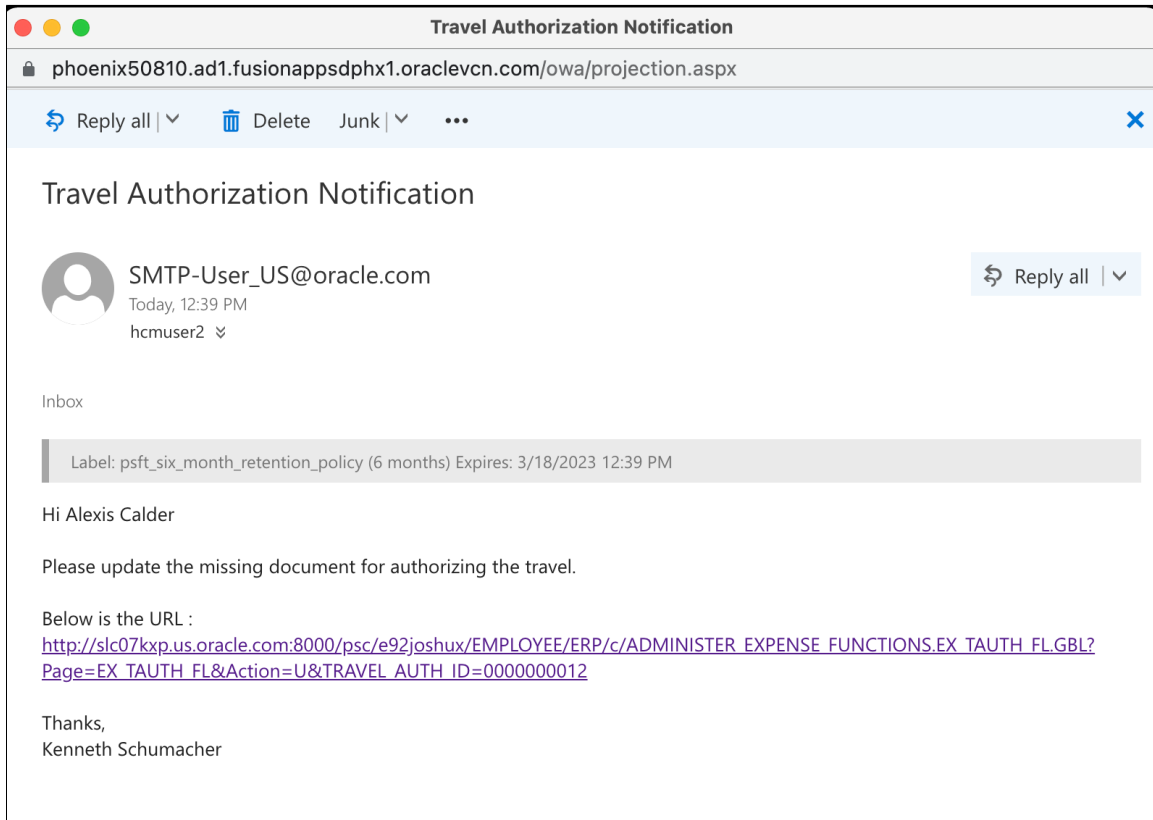 Travel Authorization Notification
phoenix50810.ad1.fusionappsdphx1.oraclevcn.com/owa/projection.aspx
Reply all | Delete Junk | •••
Travel Authorization Notification
SMTP-User_US@oracle.com
Reply all |
Today, 12:39 PM
hcmuser2
Inbox
Label: psft_six_month_retention_policy (6 months) Expires: 3/18/2023 12:39 PM
Hi Alexis Calder
Please update the missing document for authorizing the travel.
Below is the URL :
http://slc07kxp.us.oracle.com:8000/psc/e92joshux/EMPLOYEE/ERP/c/ADMINISTER_EXPENSE_FUNCTIONS.EX_TAUTH_FL.GBL?
Page=EX_TAUTH_FL&Action=U&TRAVEL_AUTH_ID=0000000012
Thanks,
Kenneth Schumacher